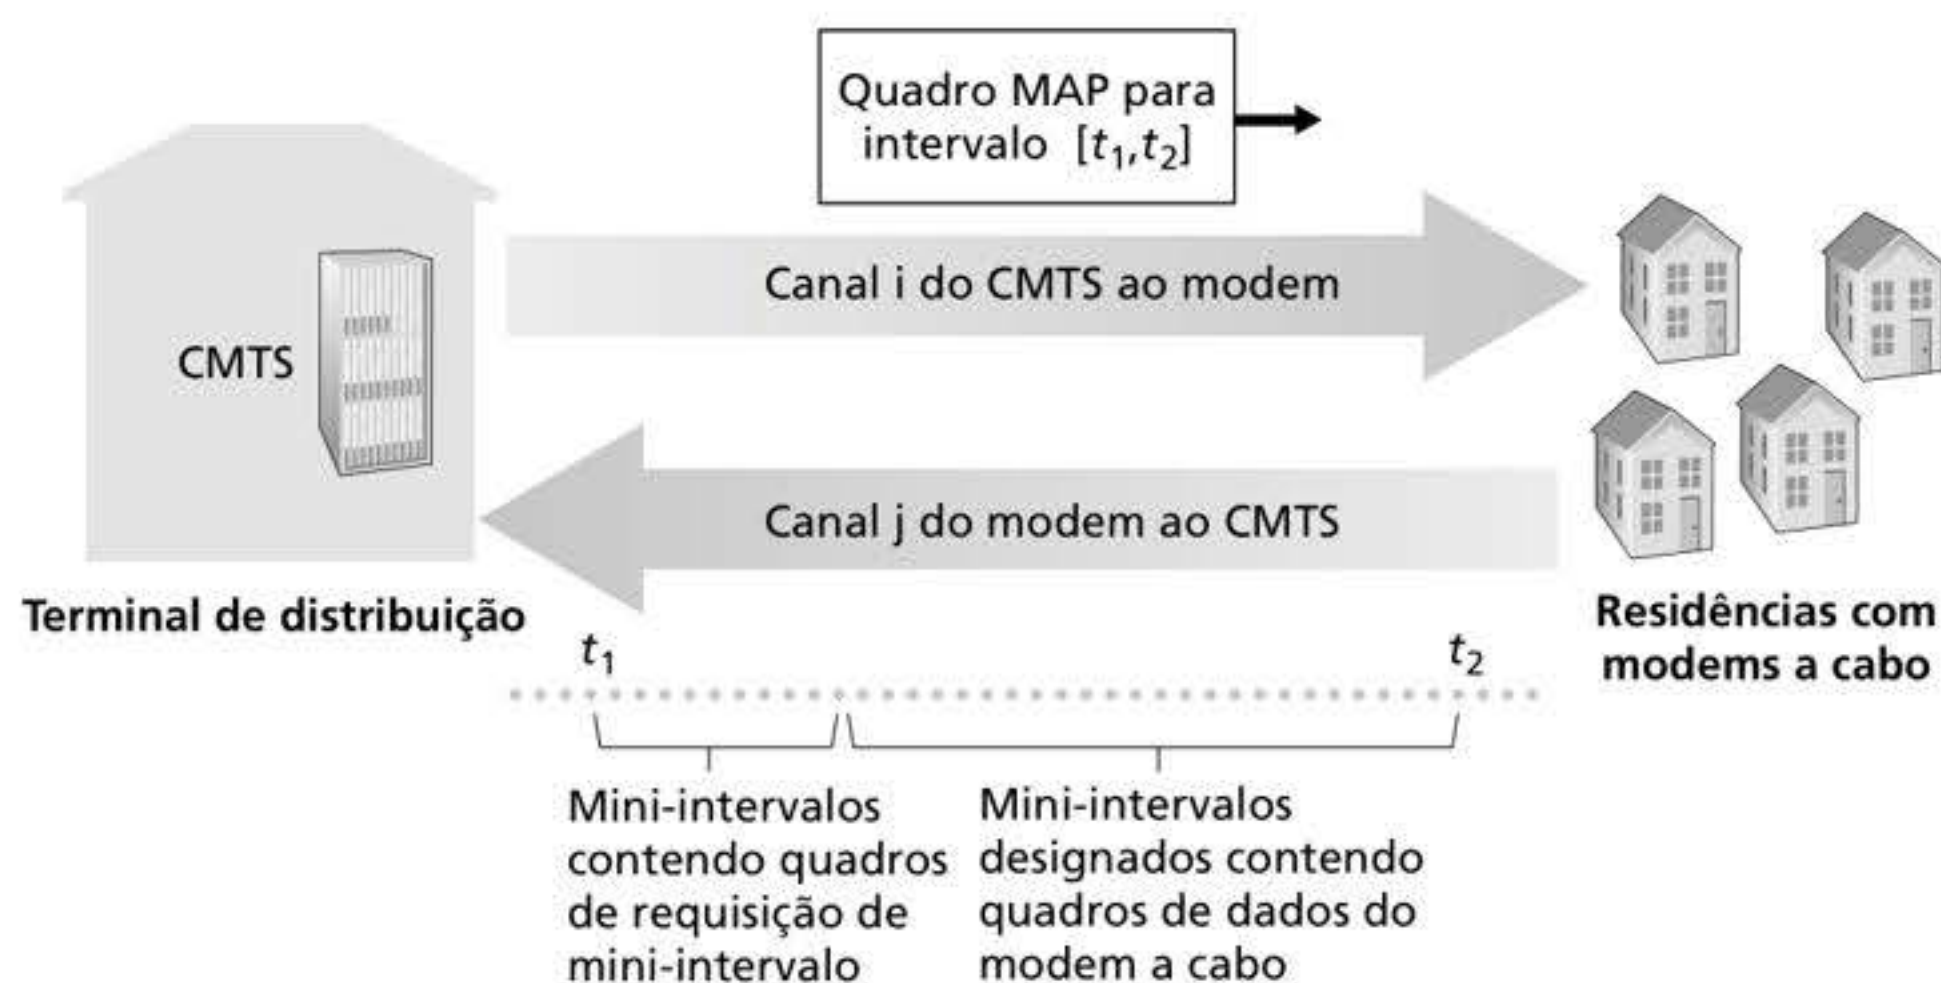 Quadro MAP para
intervalo [t₁,t₂]
Canal i do CMTS ao modem
CMTS
Canal j do modem ao CMTS
Terminal de distribuição
Residências com
modems a cabo
t₁
t₂
Mini-intervalos
contendo quadros
de requisição de
mini-intervalo
Mini-intervalos
designados contendo
quadros de dados do
modem a cabo